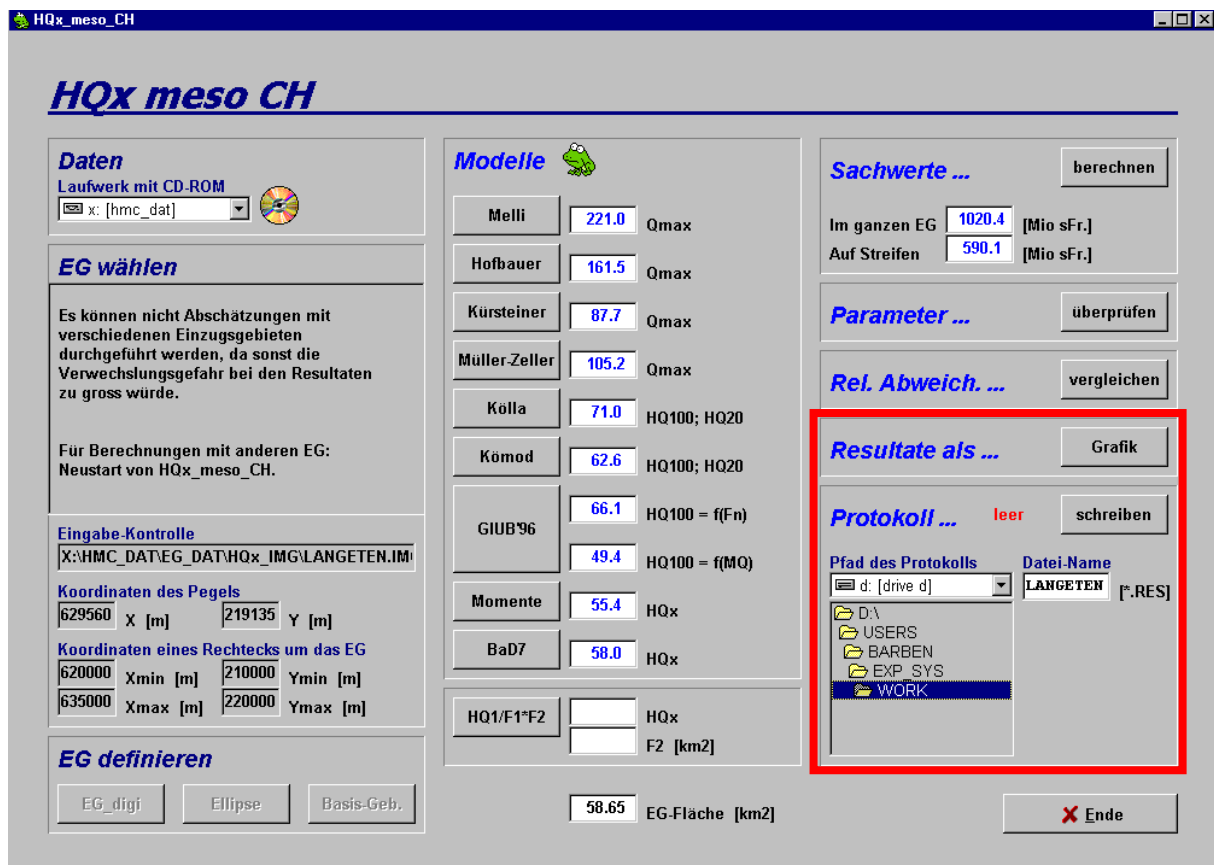 HQx_meso_CH
HQx meso CH
Daten
Laufwerk mit CD-ROM
x: [hmc_dat]
EG wählen
Es können nicht Abschätzungen mit
verschiedenen Einzugsgebieten
durchgeführt werden, da sonst die
Verwechslungsgefahr bei den Resultaten
zu gross würde.
Für Berechnungen mit anderen EG:
Neustart von HQx_meso_CH.
Eingabe-Kontrolle
X:\HMC_DAT\EG_DAT\HQx_IMG\LANGETEN.IM
Koordinaten des Pegels
629560 X [m] 219135 Y [m]
Koordinaten eines Rechtecks um das EG
620000 Xmin [m] 210000 Ymin [m]
635000 Xmax [m] 220000 Ymax [m]
EG definieren
EG_digi Ellipse Basis-Geb.
Modelle
Melli 221.0 Qmax
Hofbauer 161.5 Qmax
Kürsteiner 87.7 Qmax
Müller-Zeller 105.2 Qmax
Kölla 71.0 HQ100; HQ20
Kömod 62.6 HQ100; HQ20
GIUB'96
66.1 HQ100 = f(Fn)
49.4 HQ100 = f(MQ)
Momente 55.4 HQx
BaD7 58.0 HQx
HQ1/F1*F2 HQx
F2 [km2]
58.65 EG-Fläche [km2]
Sachwerte ... berechnen
Im ganzen EG 1020.4 [Mio sFr.]
Auf Streifen 590.1 [Mio sFr.]
Parameter ... überprüfen
Rel. Abweich. ... vergleichen
Resultate als ... Grafik
Protokoll ... leer schreiben
Pfad des Protokolls Datei-Name
d: [drive d] LANGETEN [*.RES]
D:\
USERS
BARBEN
EXP_SYS
WORK
Ende